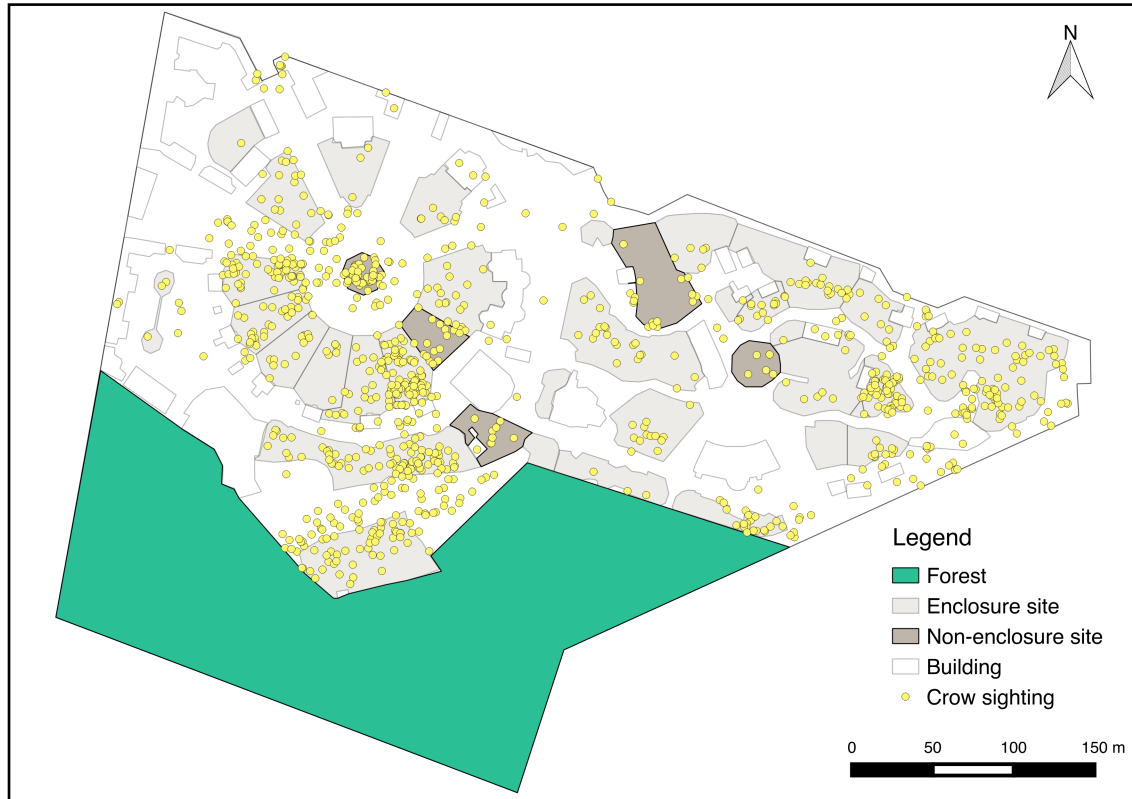 N
Legend
Forest
Enclosure site
Non-enclosure site
Building
Crow sighting
0 50 100 150 m